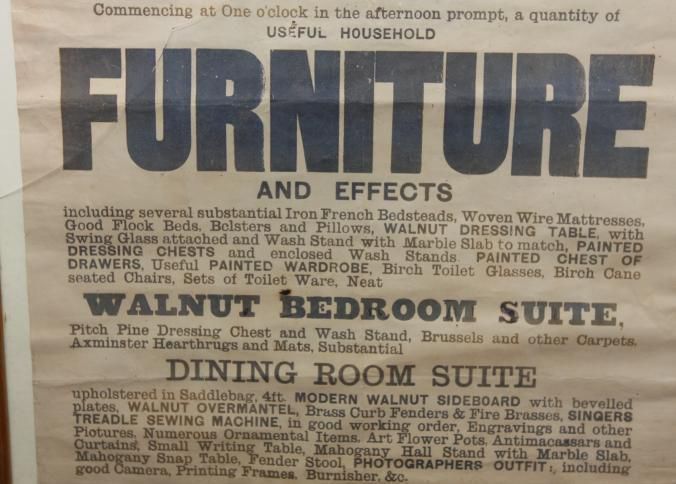 Commencing at One o'clock in the afternoon prompt, a quantity of
USEFUL HOUSEHOLD
FURNITURE
AND EFFECTS
including several substantial Iron French Bedsteads, Woven Wire Mattresses,
Good Flock Beds, Bolsters and Pillows, WALNUT DRESSING TABLE, with
Swing Glass attached and Wash Stand with Marble Slab to match, PAINTED
DRESSING CHESTS and enclosed Wash Stands. PAINTED CHEST OF
DRAWERS, Useful PAINTED WARDROBE, Birch Toilet Glasses, Birch Cane
seated Chairs, Sets of Toilet Ware, Neat
WALNUT BEDROOM SUITE,
Pitch Pine Dressing Chest and Wash Stand, Brussels and other Carpets.
Axminster Hearthrugs and Mats, Substantial
DINING ROOM SUITE
upholstered in Saddlebag, 4ft. MODERN WALNUT SIDEBOARD with bevelled
plates, WALNUT OVERMANTEL, Brass Curb Fenders & Fire Brasses, SINGERS
TREADLE SEWING MACHINE, in good working order, Engravings and other
Pictures, Numerous Ornamental Items, Art Flower Pots, Antimacassars and
Curtains, Small Writing Table, Mahogany Hall Stand with Marble Slab,
Mahogany Snap Table, Fender Stool, PHOTOGRAPHERS OUTFIT:, including
good Camera, Printing Frames, Burnisher, &c.